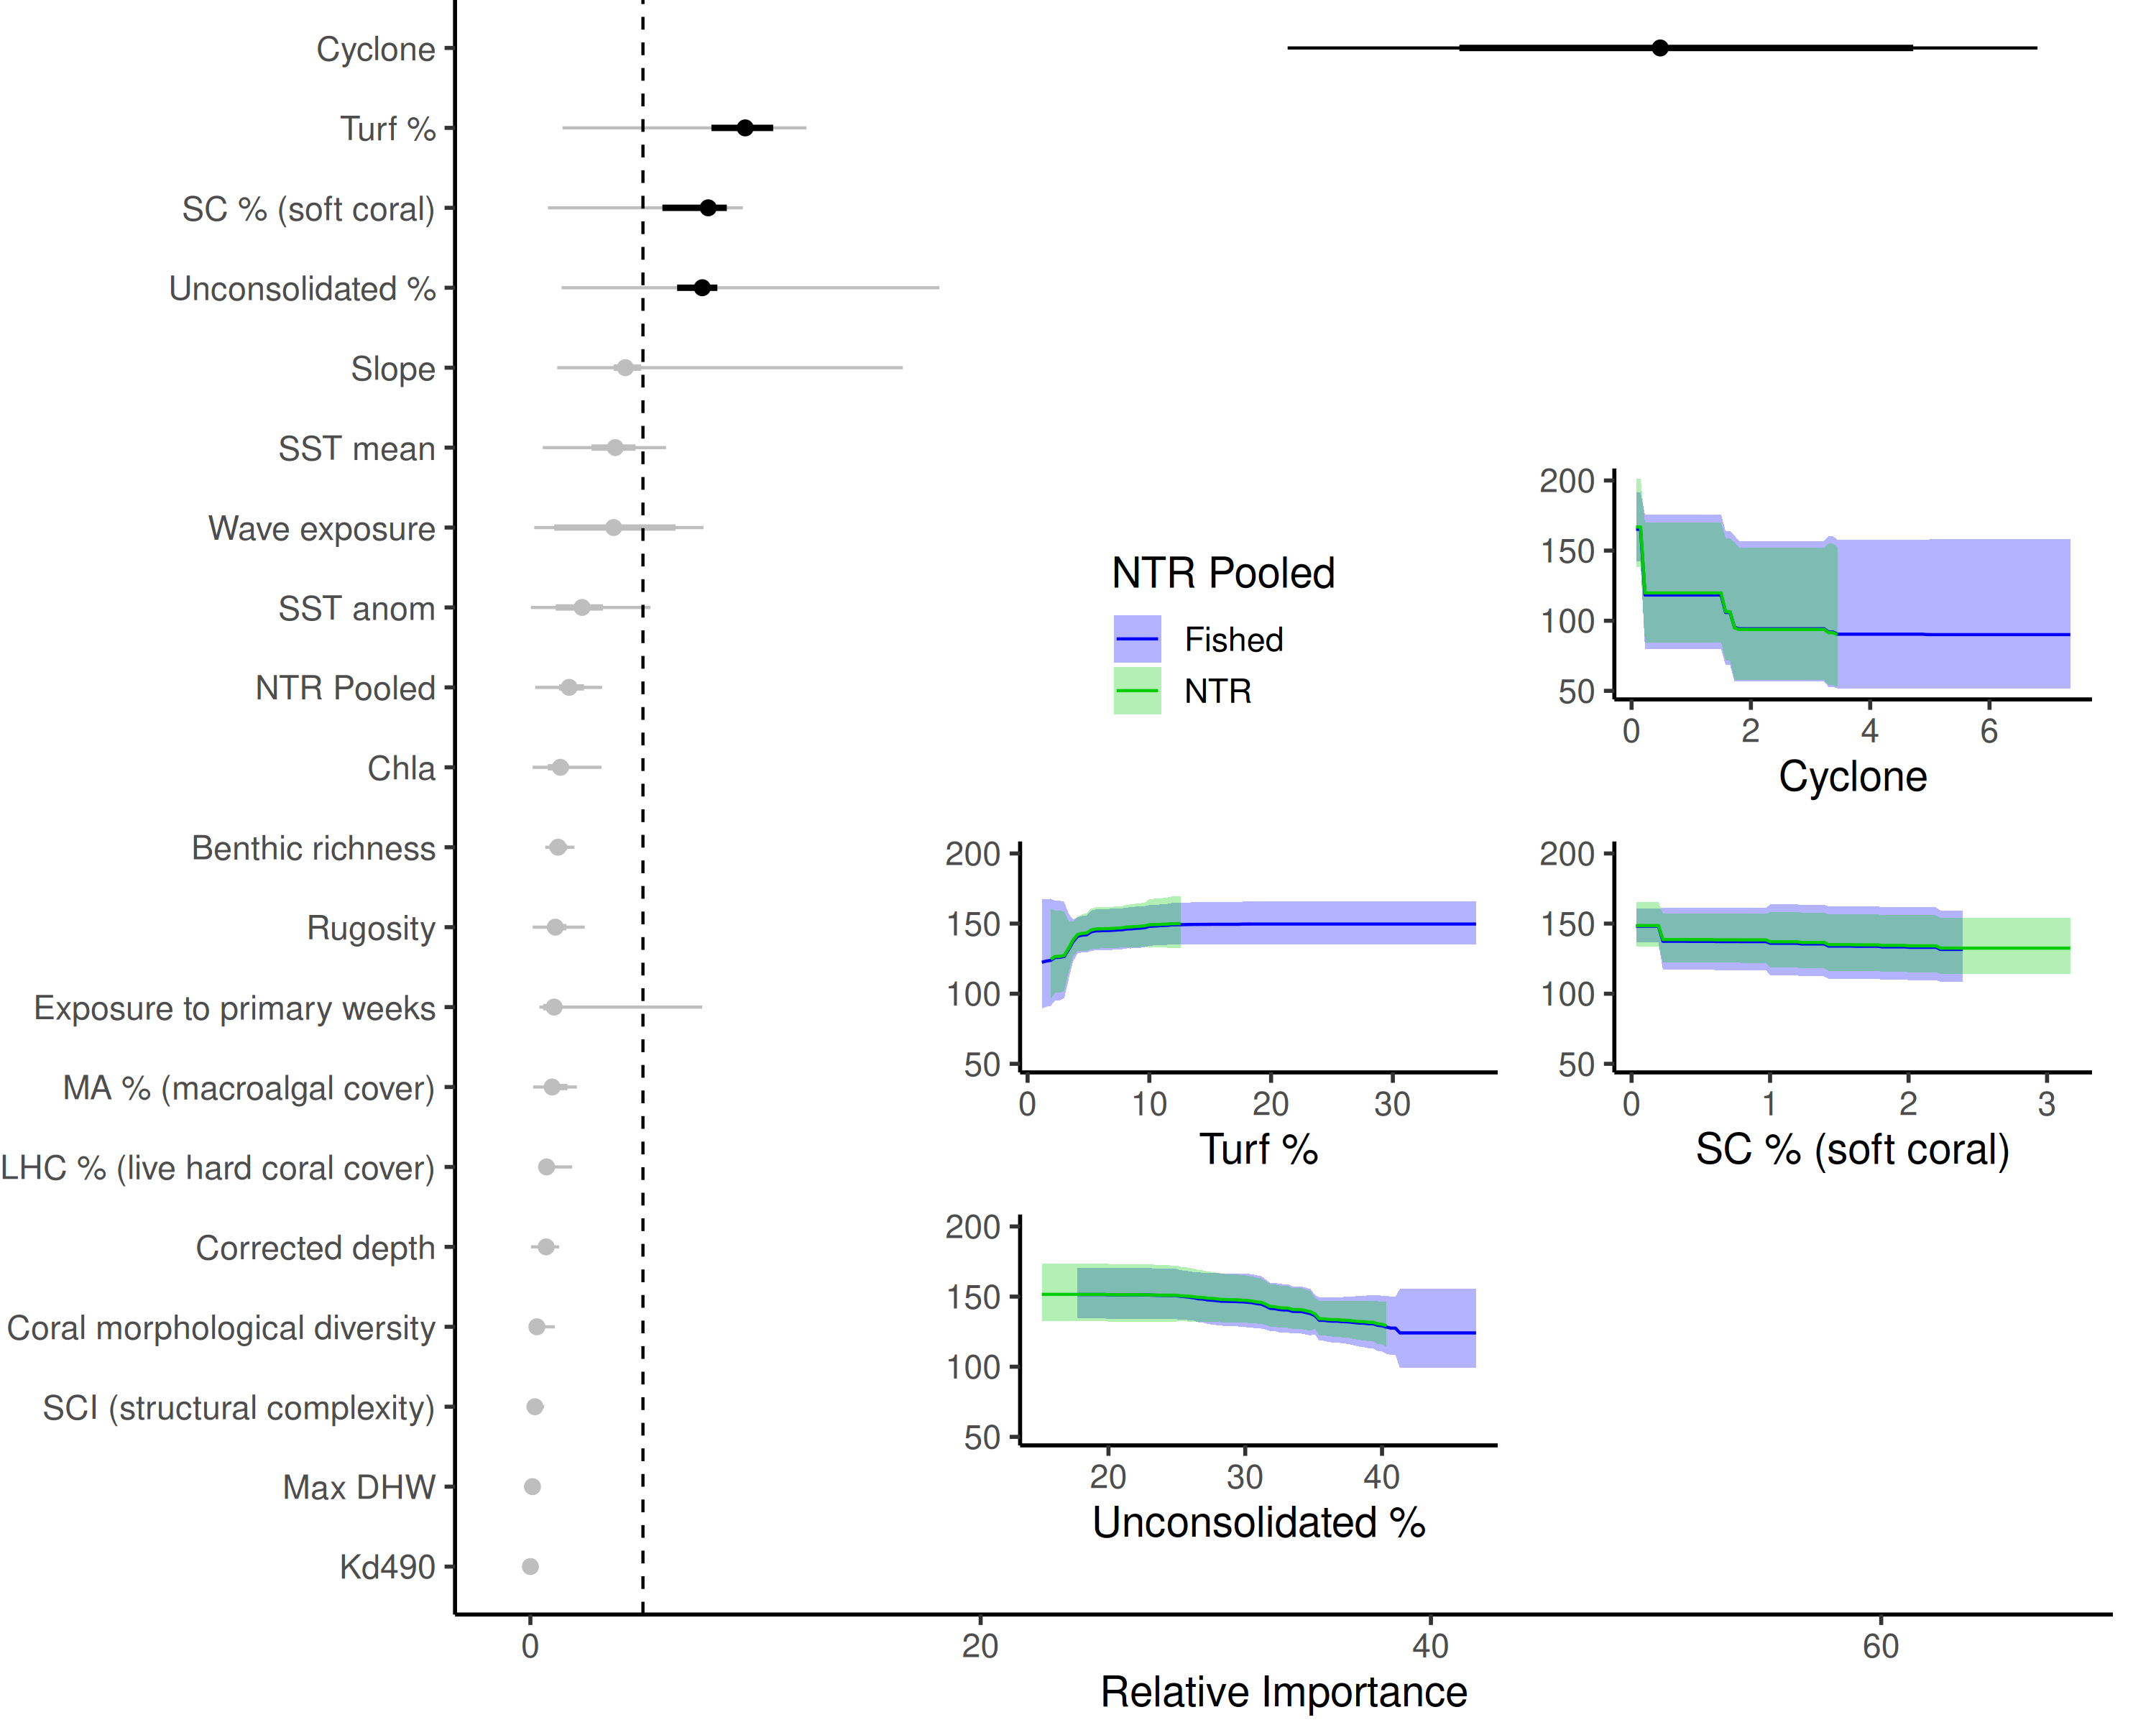 Cyclone
Turf %
SC % (soft coral)
Unconsolidated %
Slope
SST mean
Wave exposure
SST anom
NTR Pooled
Chla
Benthic richness
Rugosity
Exposure to primary weeks
MA % (macroalgal cover)
LHC % (live hard coral cover)
Corrected depth
Coral morphological diversity
SCI (structural complexity)
Max DHW
Kd490
0 20 40 60
Relative Importance
NTR Pooled
Fished
NTR
200
150
100
50
0 2 4 6
Cyclone
200
150
100
50
0 10 20 30
Turf %
200
150
100
50
0 1 2 3
SC % (soft coral)
200
150
100
50
20 30 40
Unconsolidated %